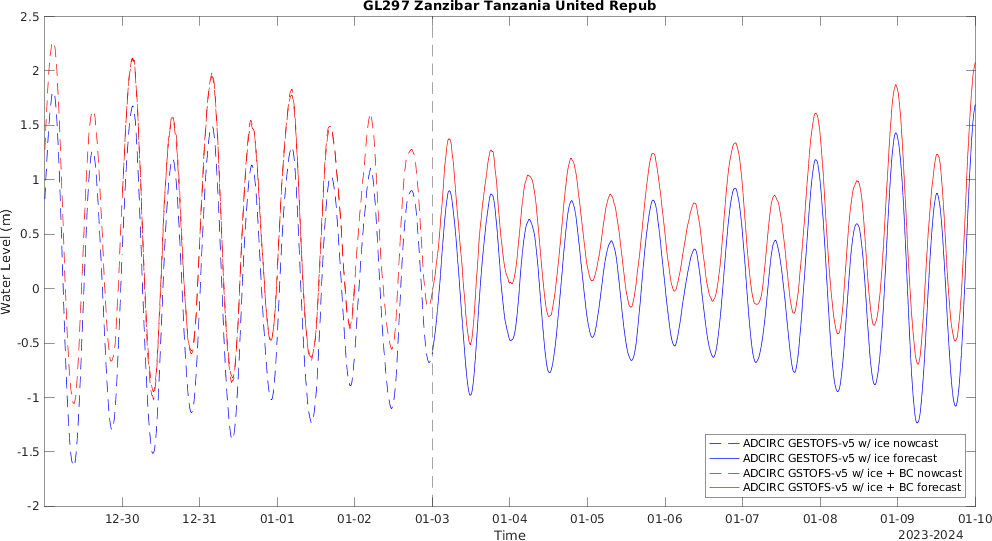 GL297 Zanzibar Tanzania United Repub
2.5
2
1.5
1
0.5
0
-0.5
-1
-1.5
-2
Water Level (m)
12-30 12-31 01-01 01-02 01-03 01-04 01-05 01-06 01-07 01-08 01-09 01-10
Time
2023-2024
ADCIRC GESTOFS-v5 w/ ice nowcast
ADCIRC GESTOFS-v5 w/ ice forecast
ADCIRC GSTOFS-v5 w/ ice + BC nowcast
ADCIRC GSTOFS-v5 w/ ice + BC forecast